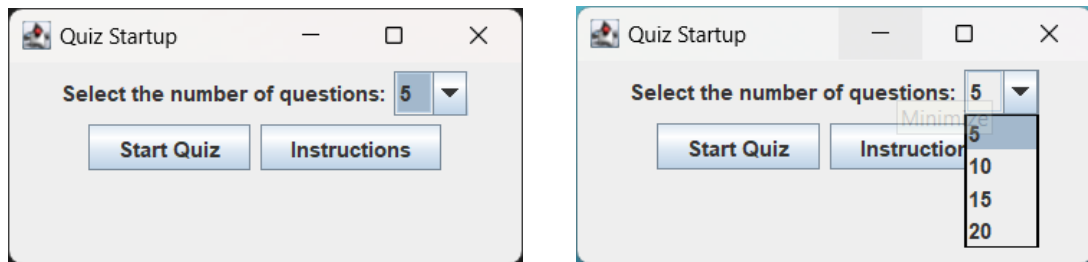 Quiz Startup
Select the number of questions: 5
Start Quiz Instructions
Quiz Startup
Select the number of questions: 5
Minimize
Start Quiz Instruction
5
10
15
20